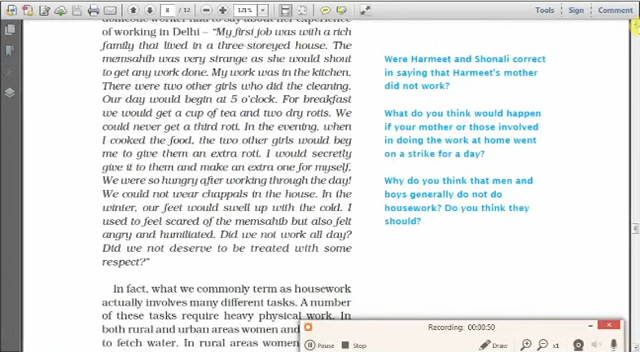 8 / 12
121%
Tools
Sign
Comment
of working in Delhi – “My first job was with a rich
family that lived in a three-storeyed house. The
memsahib was very strange as she would shout
to get any work done. My work was in the kitchen.
There were two other girls who did the cleaning.
Our day would begin at 5 o’clock. For breakfast
we would get a cup of tea and two dry rotis. We
could never get a third roti. In the evening, when
I cooked the food, the two other girls would beg
me to give them an extra roti. I would secretly
give it to them and make an extra one for myself.
We were so hungry after working through the day!
We could not wear chappals in the house. In the
winter, our feet would swell up with the cold. I
used to feel scared of the memsahib but also felt
angry and humiliated. Did we not work all day?
Did we not deserve to be treated with some
respect?”
In fact, what we commonly term as housework
actually involves many different tasks. A number
of these tasks require heavy physical work. In
both rural and urban areas women and
to fetch water. In rural areas women
Were Harmeet and Shonali correct
in saying that Harmeet’s mother
did not work?
What do you think would happen
if your mother or those involved
in doing the work at home went
on a strike for a day?
Why do you think that men and
boys generally do not do
housework? Do you think they
should?
Recording: 00:00:50
Pause
Stop
Draw
x1